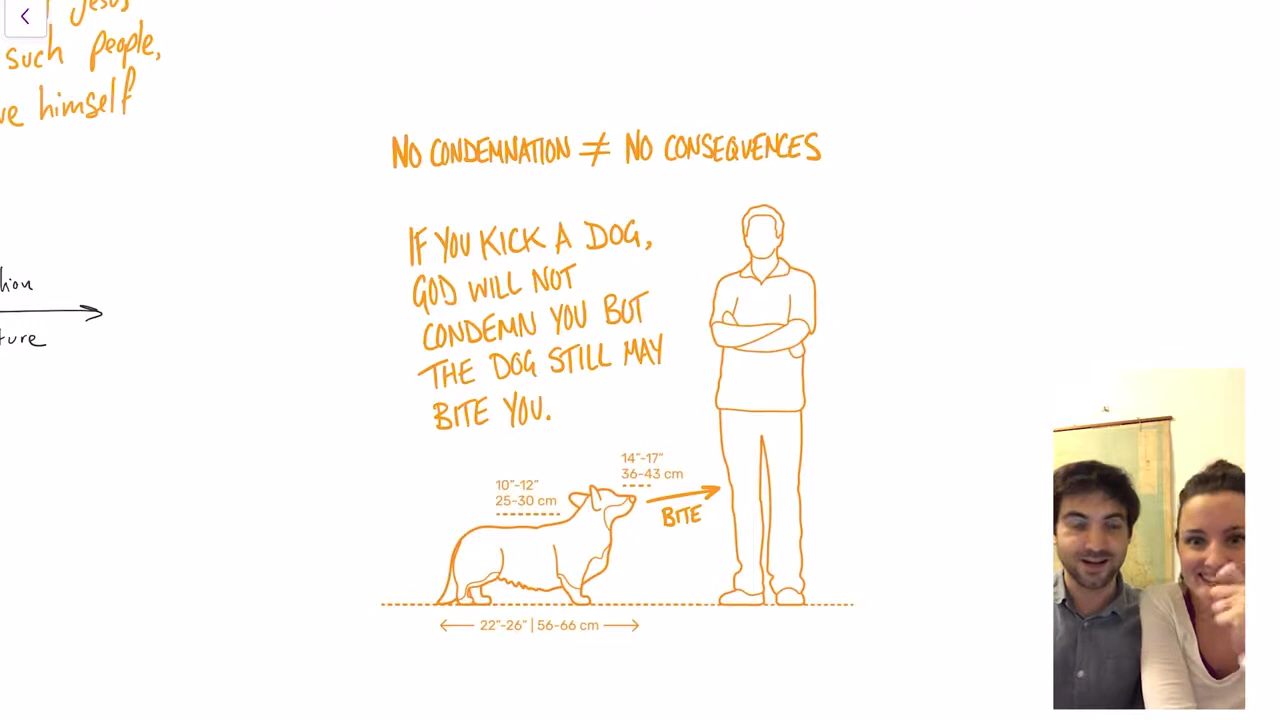 Jesus
such people,
himself
NO CONDEMNATION ≠ NO CONSEQUENCES
IF YOU KICK A DOG,
GOD WILL NOT
CONDEMN YOU BUT
THE DOG STILL MAY
BITE YOU.
14”-17”
36-43 cm
10”-12”
25-30 cm
BITE
22”-26” | 56-66 cm